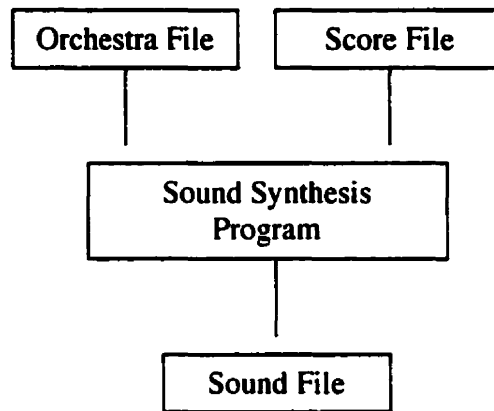 Orchestra File
Score File
Sound Synthesis
Program
Sound File